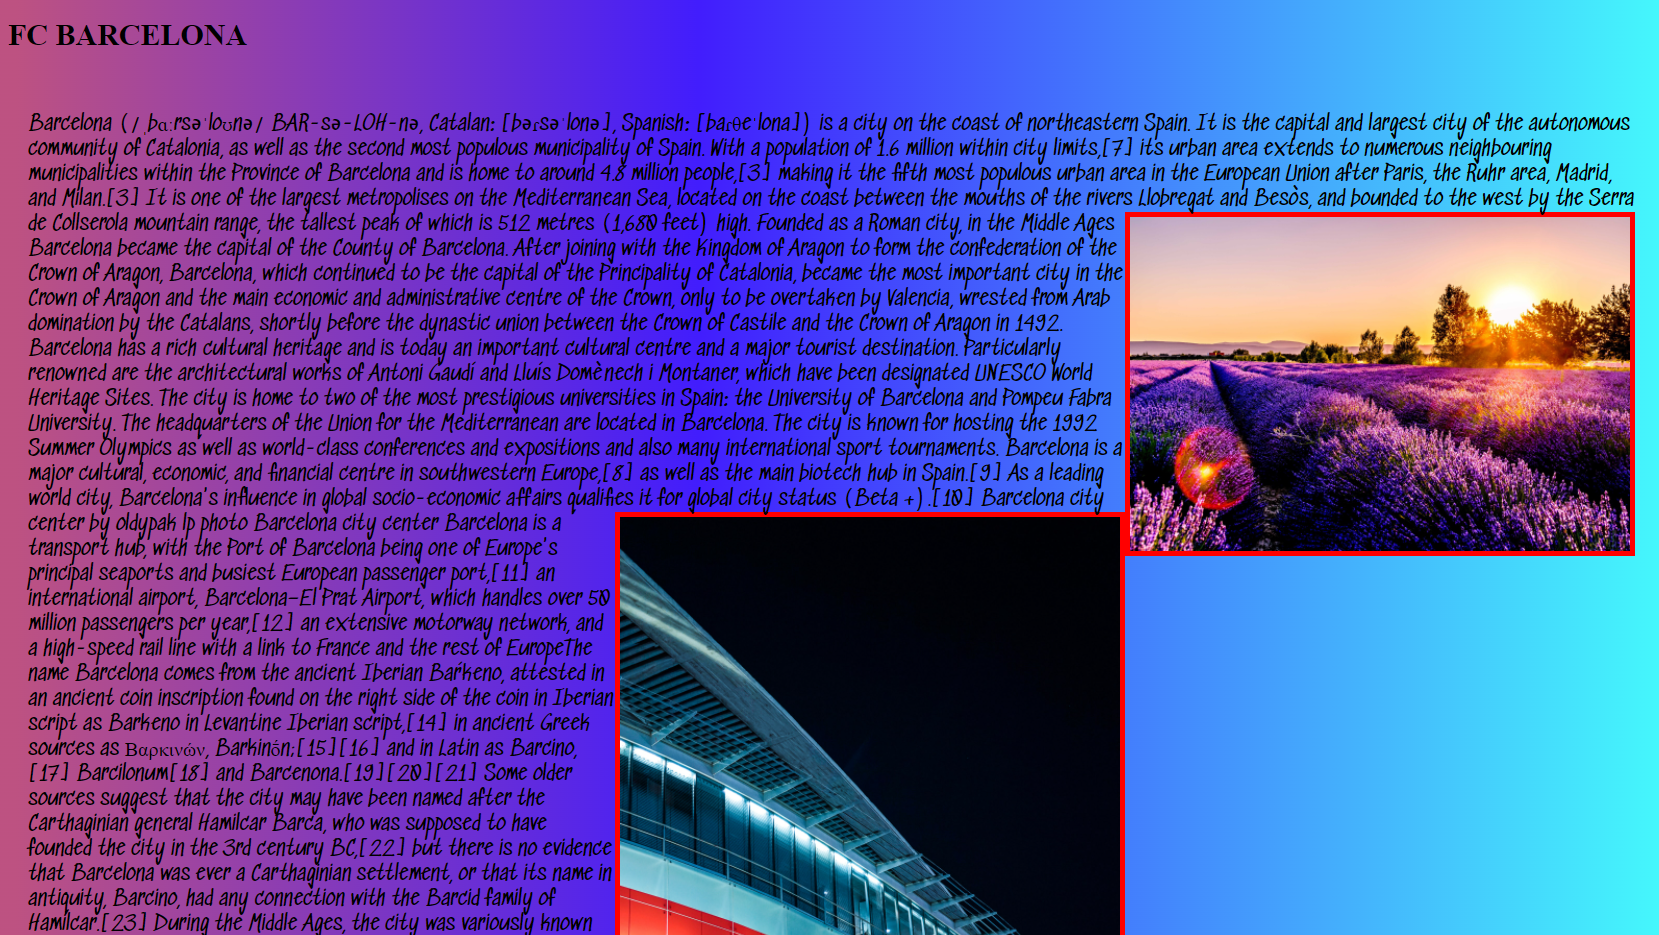 FC BARCELONA
Barcelona (/ˌbɑːrsəˈloʊnə/ BAR-sə-LOH-nə, Catalan: [bəɾsəˈlonə], Spanish: [baɾθeˈlona]) is a city on the coast of northeastern Spain. It is the capital and largest city of the autonomous
community of Catalonia, as well as the second most populous municipality of Spain. With a population of 1.6 million within city limits,[7] its urban area extends to numerous neighbouring
municipalities within the Province of Barcelona and is home to around 4.8 million people,[3] making it the fifth most populous urban area in the European Union after Paris, the Ruhr area, Madrid,
and Milan.[3] It is one of the largest metropolises on the Mediterranean Sea, located on the coast between the mouths of the rivers Llobregat and Besòs, and bounded to the west by the Serra
de Collserola mountain range, the tallest peak of which is 512 metres (1,680 feet) high. Founded as a Roman city, in the Middle Ages
Barcelona became the capital of the County of Barcelona. After joining with the Kingdom of Aragon to form the confederation of the
Crown of Aragon, Barcelona, which continued to be the capital of the Principality of Catalonia, became the most important city in the
Crown of Aragon and the main economic and administrative centre of the Crown, only to be overtaken by Valencia, wrested from Arab
domination by the Catalans, shortly before the dynastic union between the Crown of Castile and the Crown of Aragon in 1492.
Barcelona has a rich cultural heritage and is today an important cultural centre and a major tourist destination. Particularly
renowned are the architectural works of Antoni Gaudí and Lluís Domènech i Montaner, which have been designated UNESCO World
Heritage Sites. The city is home to two of the most prestigious universities in Spain: the University of Barcelona and Pompeu Fabra
University. The headquarters of the Union for the Mediterranean are located in Barcelona. The city is known for hosting the 1992
Summer Olympics as well as world-class conferences and expositions and also many international sport tournaments. Barcelona is a
major cultural, economic, and financial centre in southwestern Europe,[8] as well as the main biotech hub in Spain.[9] As a leading
world city, Barcelona's influence in global socio-economic affairs qualifies it for global city status (Beta +).[10] Barcelona city
center by oldypak lp photo Barcelona city center Barcelona is a
transport hub, with the Port of Barcelona being one of Europe's
principal seaports and busiest European passenger port,[11] an
international airport, Barcelona–El Prat Airport, which handles over 50
million passengers per year,[12] an extensive motorway network, and
a high-speed rail line with a link to France and the rest of EuropeThe
name Barcelona comes from the ancient Iberian Baŕkeno, attested in
an ancient coin inscription found on the right side of the coin in Iberian
script as Barkeno in Levantine Iberian script,[14] in ancient Greek
sources as Βαρκινών, Barkinṓn;[15][16] and in Latin as Barcino,
[17] Barcilonum[18] and Barcenona.[19][20][21] Some older
sources suggest that the city may have been named after the
Carthaginian general Hamilcar Barca, who was supposed to have
founded the city in the 3rd century BC,[22] but there is no evidence
that Barcelona was ever a Carthaginian settlement, or that its name in
antiquity, Barcino, had any connection with the Barcid family of
Hamilcar.[23] During the Middle Ages, the city was variously known